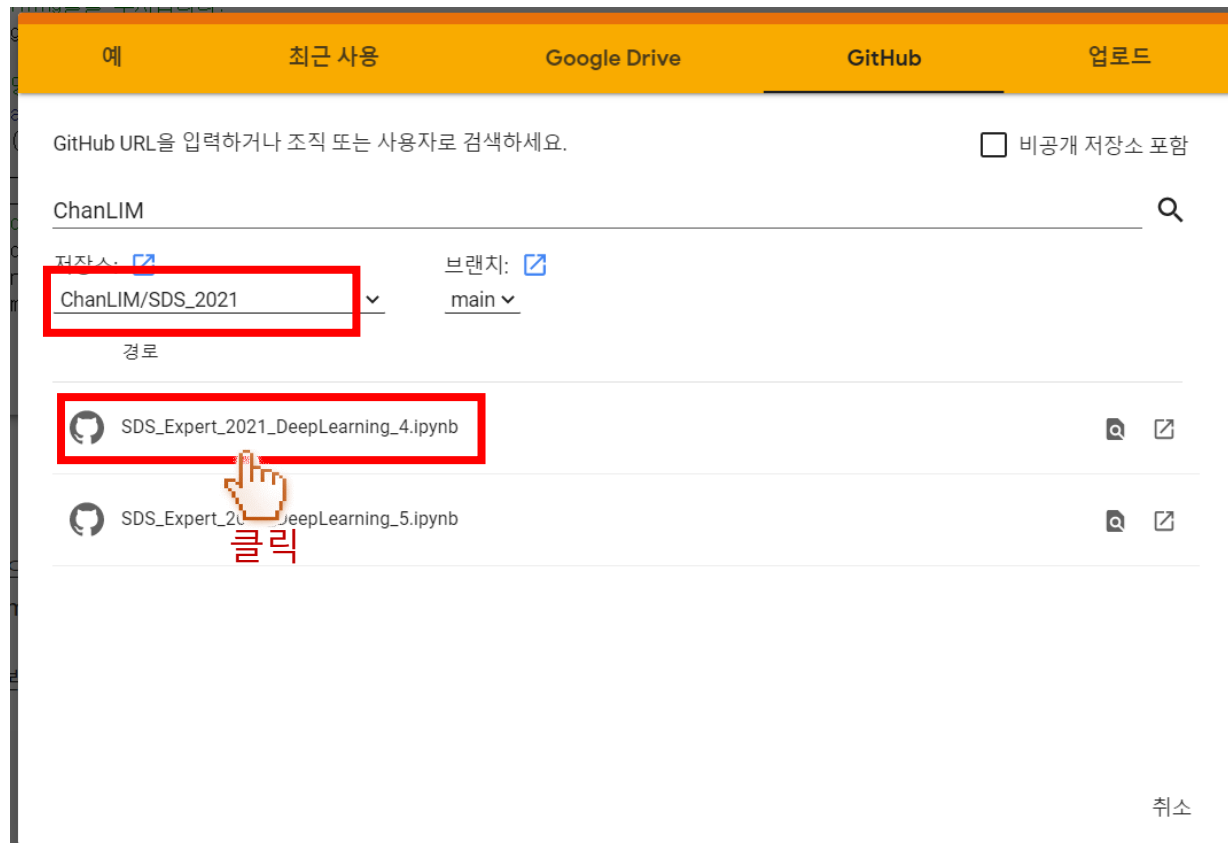 예 최근 사용 Google Drive GitHub 업로드
GitHub URL을 입력하거나 조직 또는 사용자로 검색하세요. 비공개 저장소 포함
ChanLIM
저장소: 브랜치:
ChanLIM/SDS_2021 main
경로
SDS_Expert_2021_DeepLearning_4.ipynb
SDS_Expert_20 DeepLearning_5.ipynb
클릭
취소